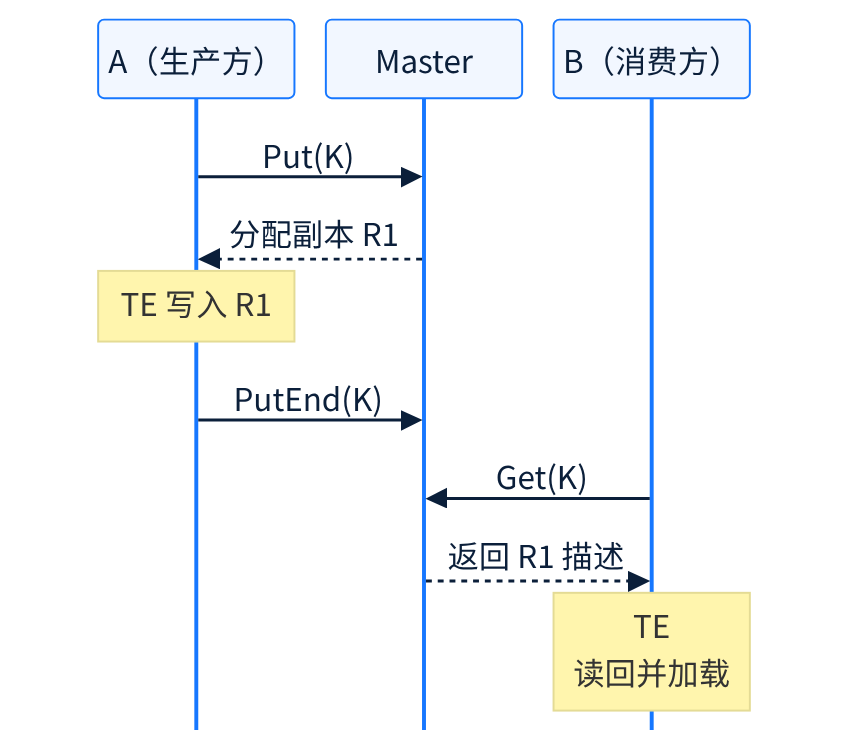 A（生产方）
Master
B（消费方）
Put(K)
分配副本 R1
TE 写入 R1
PutEnd(K)
Get(K)
返回 R1 描述
TE
读回并加载